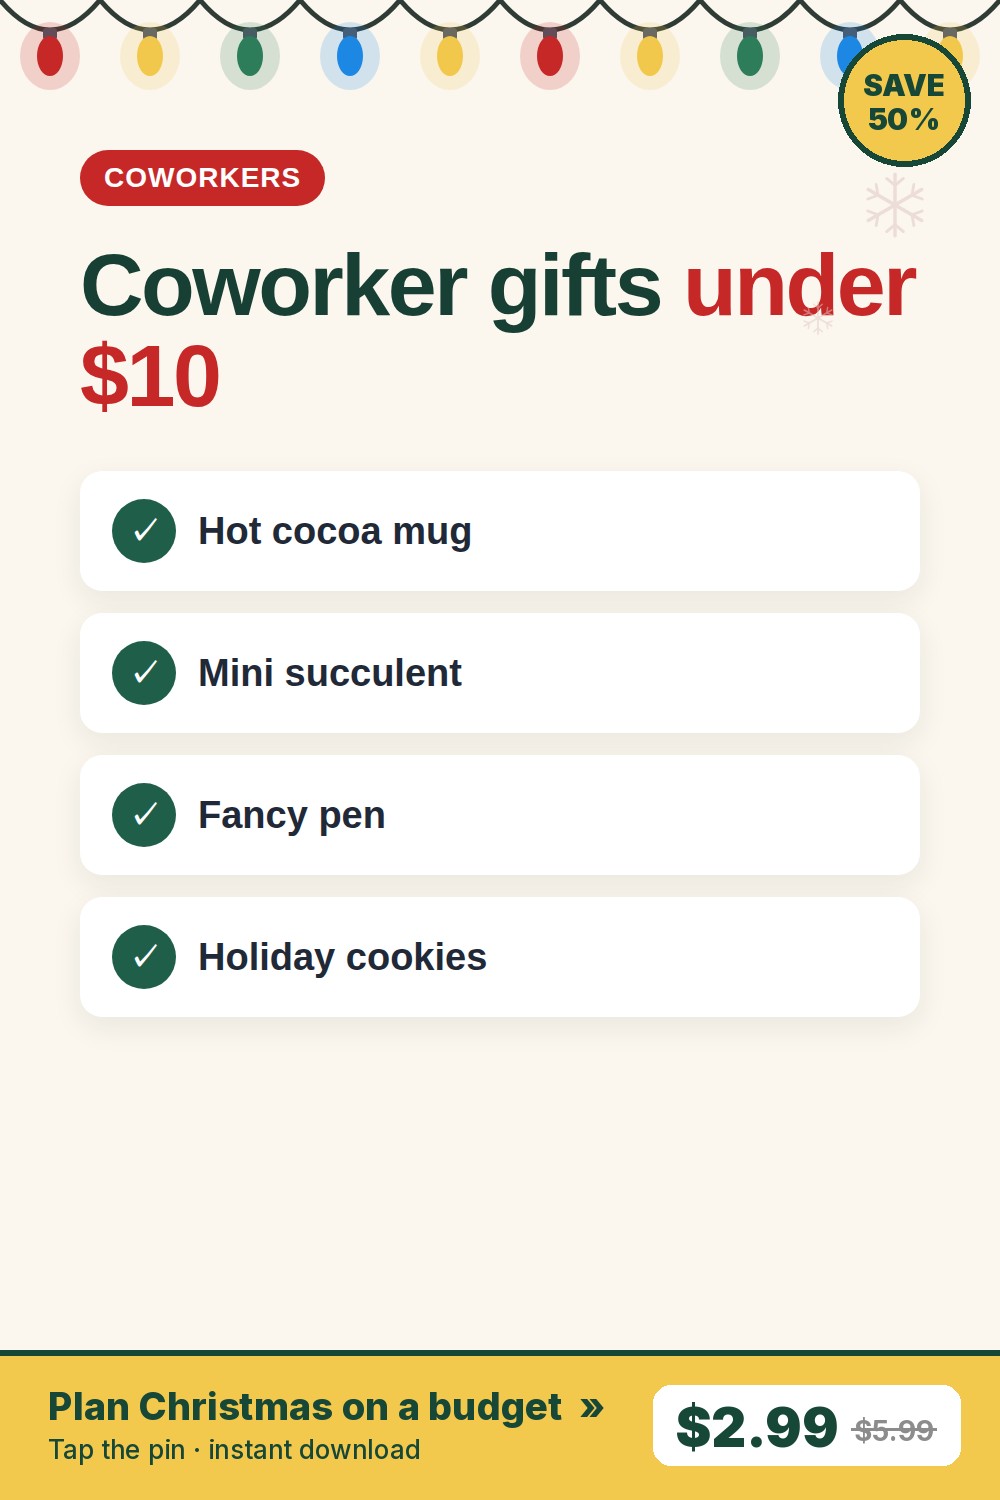 SAVE
50%
COWORKERS
Coworker gifts under
$10
✓ Hot cocoa mug
✓ Mini succulent
✓ Fancy pen
✓ Holiday cookies
Plan Christmas on a budget »
Tap the pin · instant download
$2.99 $5.99